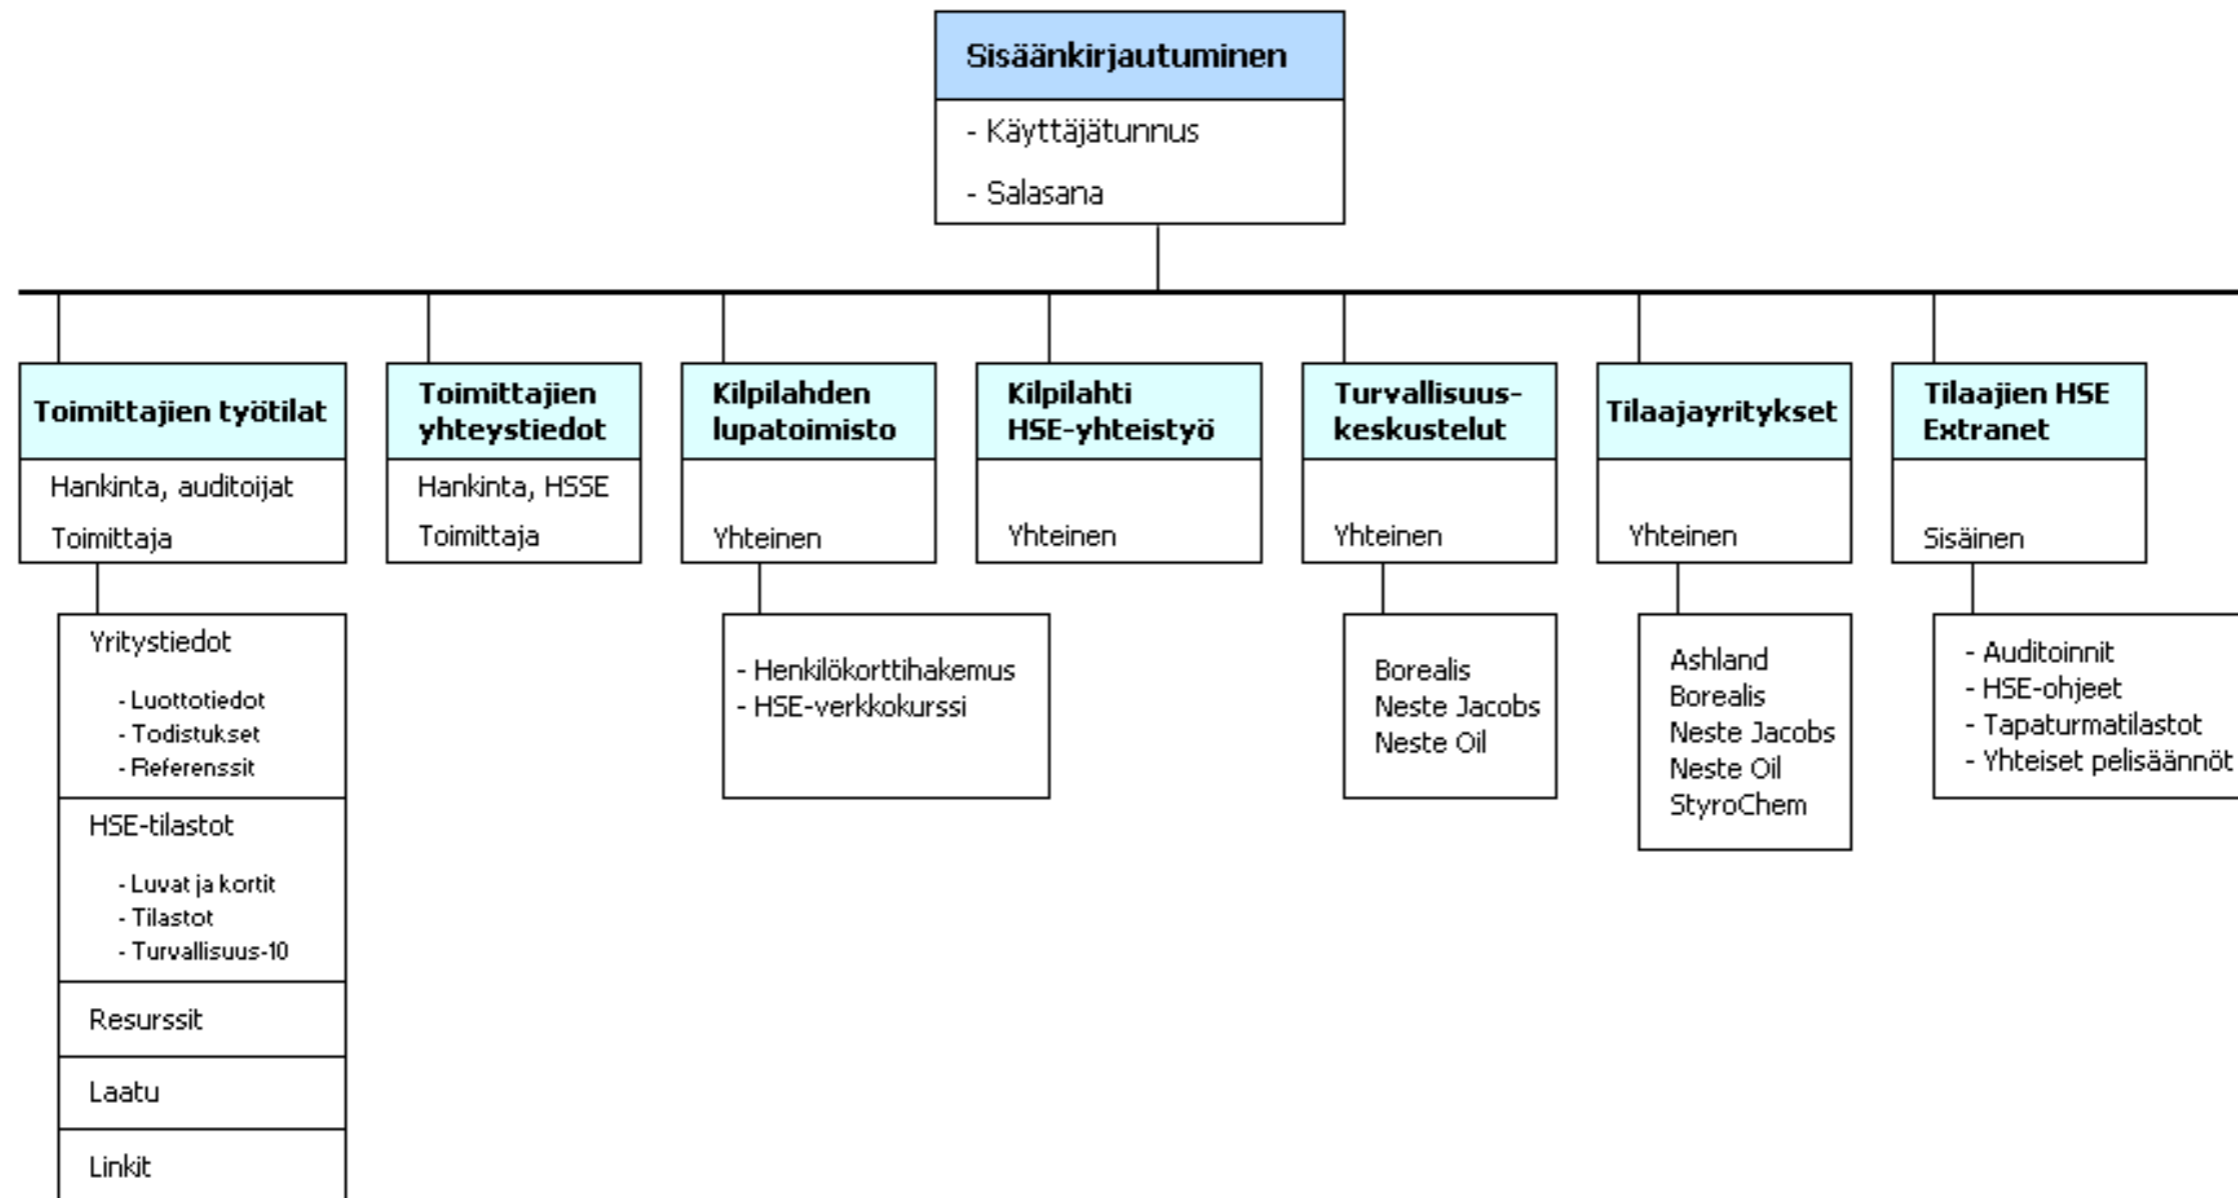 Sisäänkirjautuminen
- Käyttäjätunnus
- Salasana
Toimittajien työtilat
Hankinta, auditoijat
Toimittaja
Toimittajien
yhteystiedot
Hankinta, HSSE
Toimittaja
Kilpilahden
lupatoimisto
Yhteinen
Kilpilahti
HSE-yhteistyö
Yhteinen
Turvallisuus-
keskustelut
Yhteinen
Tilaajayritykset
Yhteinen
Tilaajien HSE
Extranet
Sisäinen
Yritystiedot
- Luottotiedot
- Todistukset
- Referenssit
HSE-tilastot
- Luvat ja kortit
- Tilastot
- Turvallisuus-10
Resurssit
Laatu
Linkit
- Henkilökorttihakemus
- HSE-verkkokurssi
Borealis
Neste Jacobs
Neste Oil
Ashland
Borealis
Neste Jacobs
Neste Oil
StyroChem
- Auditoinnit
- HSE-ohjeet
- Tapaturmatilastot
- Yhteiset pelisäännöt